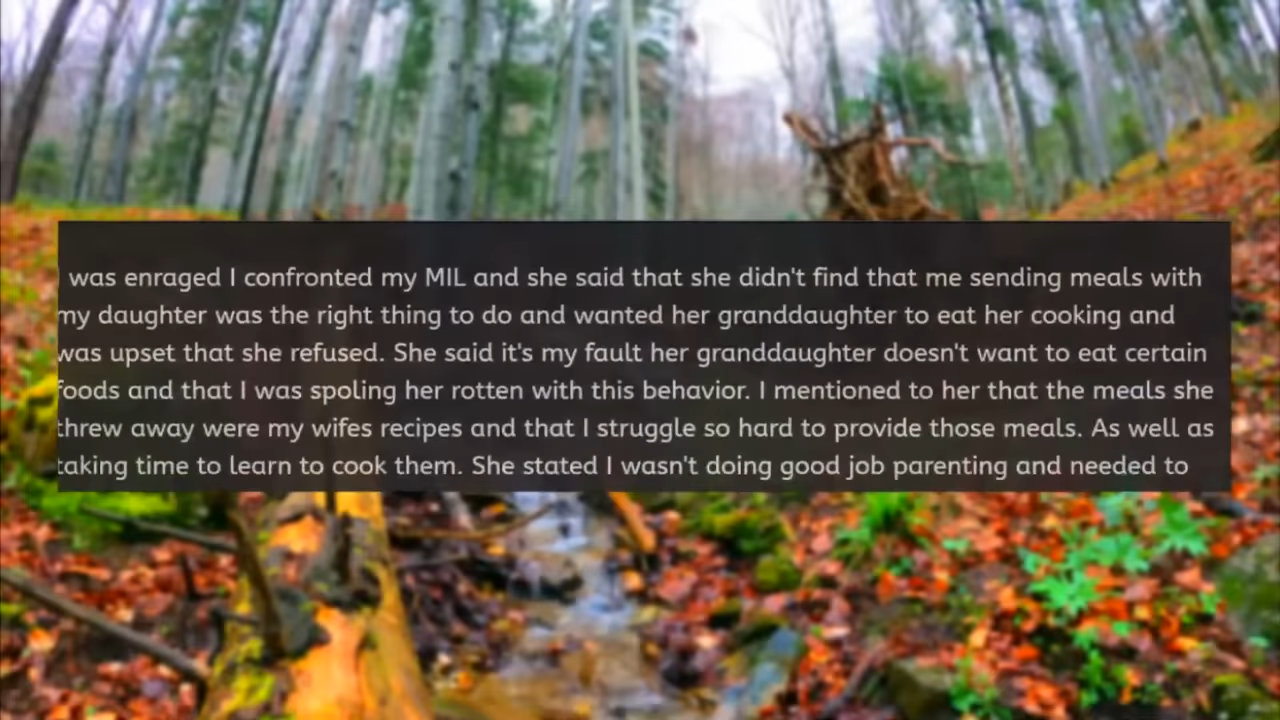 I was enraged I confronted my MIL and she said that she didn't find that me sending meals with
my daughter was the right thing to do and wanted her granddaughter to eat her cooking and
was upset that she refused. She said it's my fault her granddaughter doesn't want to eat certain
foods and that I was spoling her rotten with this behavior. I mentioned to her that the meals she
threw away were my wifes recipes and that I struggle so hard to provide those meals. As well as
taking time to learn to cook them. She stated I wasn't doing good job parenting and needed to